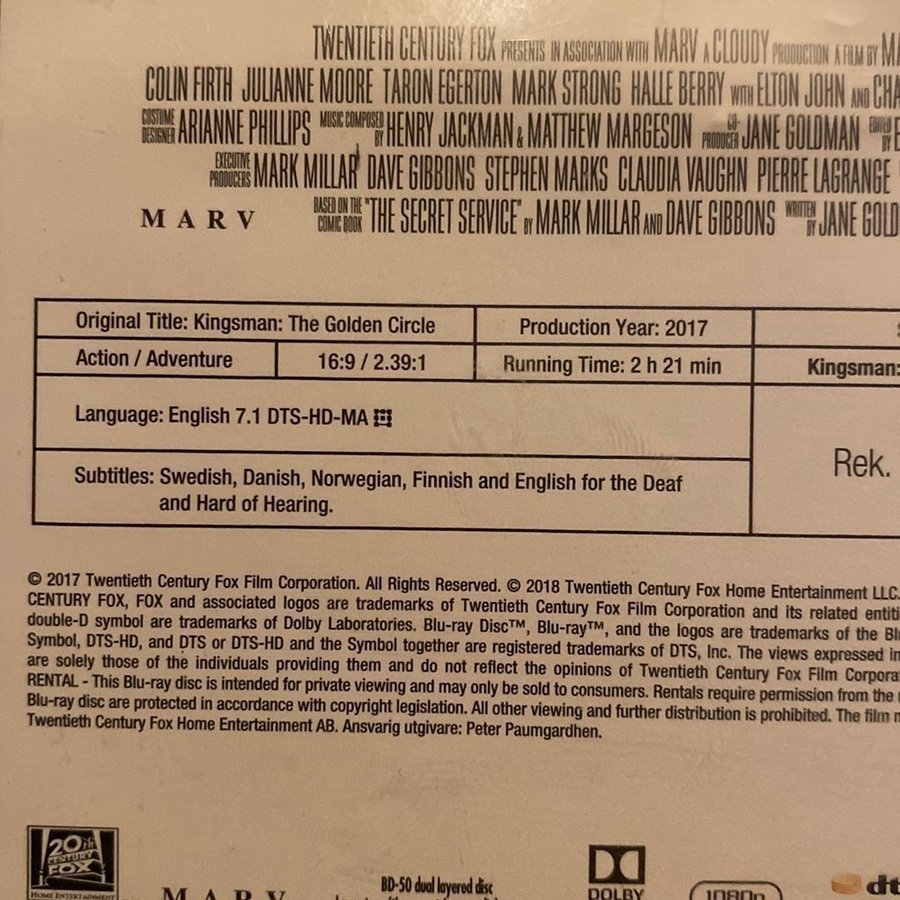 TWENTIETH CENTURY FOX PRESENTS IN ASSOCIATION WITH MARV A CLOUDY PRODUCTION A FILM BY
COLIN FIRTH JULIANNE MOORE TARON EGERTON MARK STRONG HALLE BERRY WITH ELTON JOHN AND
COSTUME DESIGNER ARIANNE PHILLIPS MUSIC COMPOSED BY HENRY JACKMAN & MATTHEW MARGESON CO-PRODUCER JANE GOLDMAN EDITED BY
EXECUTIVE PRODUCERS MARK MILLAR DAVE GIBBONS STEPHEN MARKS CLAUDIA VAUGHN PIERRE LAGRANGE
MARV BASED ON THE COMIC BOOK "THE SECRET SERVICE" BY MARK MILLAR AND DAVE GIBBONS WRITTEN BY JANE GOLD
Original Title: Kingsman: The Golden Circle Production Year: 2017
Action / Adventure 16:9 / 2.39:1 Running Time: 2 h 21 min Kingsman:
Language: English 7.1 DTS-HD-MA
Rek.
Subtitles: Swedish, Danish, Norwegian, Finnish and English for the Deaf
and Hard of Hearing.
© 2017 Twentieth Century Fox Film Corporation. All Rights Reserved. © 2018 Twentieth Century Fox Home Entertainment LLC.
CENTURY FOX, FOX and associated logos are trademarks of Twentieth Century Fox Film Corporation and its related entiti
double-D symbol are trademarks of Dolby Laboratories. Blu-ray Disc™, Blu-ray™, and the logos are trademarks of the Bl
Symbol, DTS-HD, and DTS or DTS-HD and the Symbol together are registered trademarks of DTS, Inc. The views expressed in
are solely those of the individuals providing them and do not reflect the opinions of Twentieth Century Fox Film Corpora
RENTAL - This Blu-ray disc is intended for private viewing and may only be sold to consumers. Rentals require permission from the
Blu-ray disc are protected in accordance with copyright legislation. All other viewing and further distribution is prohibited. The film
Twentieth Century Fox Home Entertainment AB. Ansvarig utgivare: Peter Paumgardhen.
20th CENTURY FOX
HOME ENTERTAINMENT
MARV
BD-50 dual layered disc
DOLBY
1080p
dt